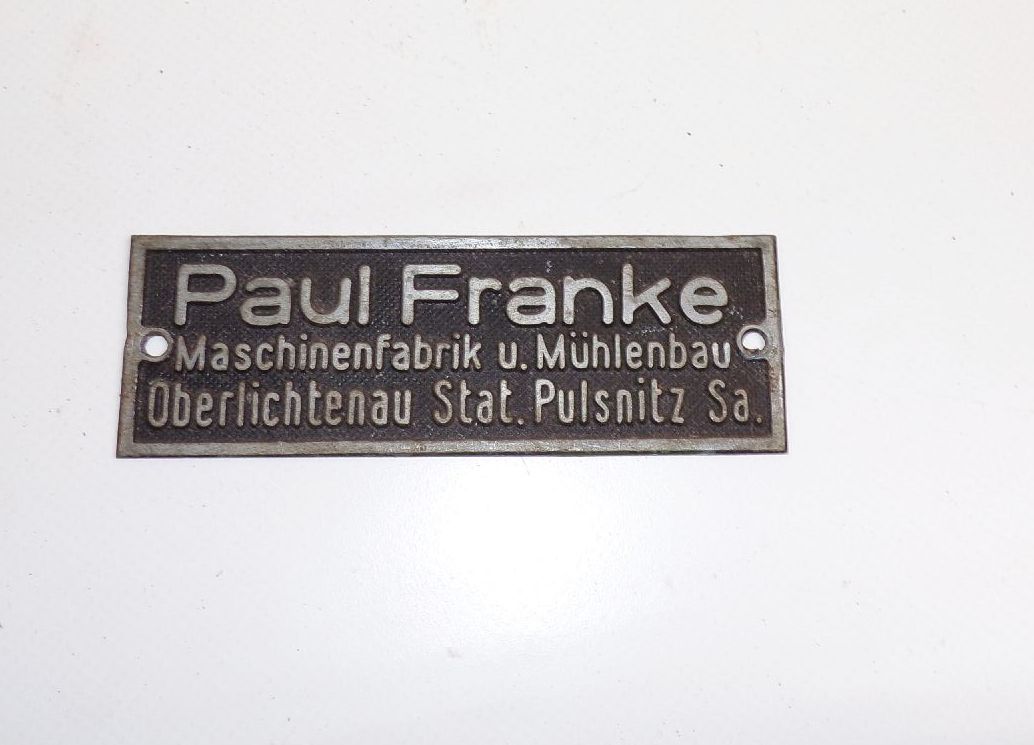 Paul Franke
Maschinenfabrik u. Mühlenbau
Oberlichtenau Stat. Pulsnitz Sa.